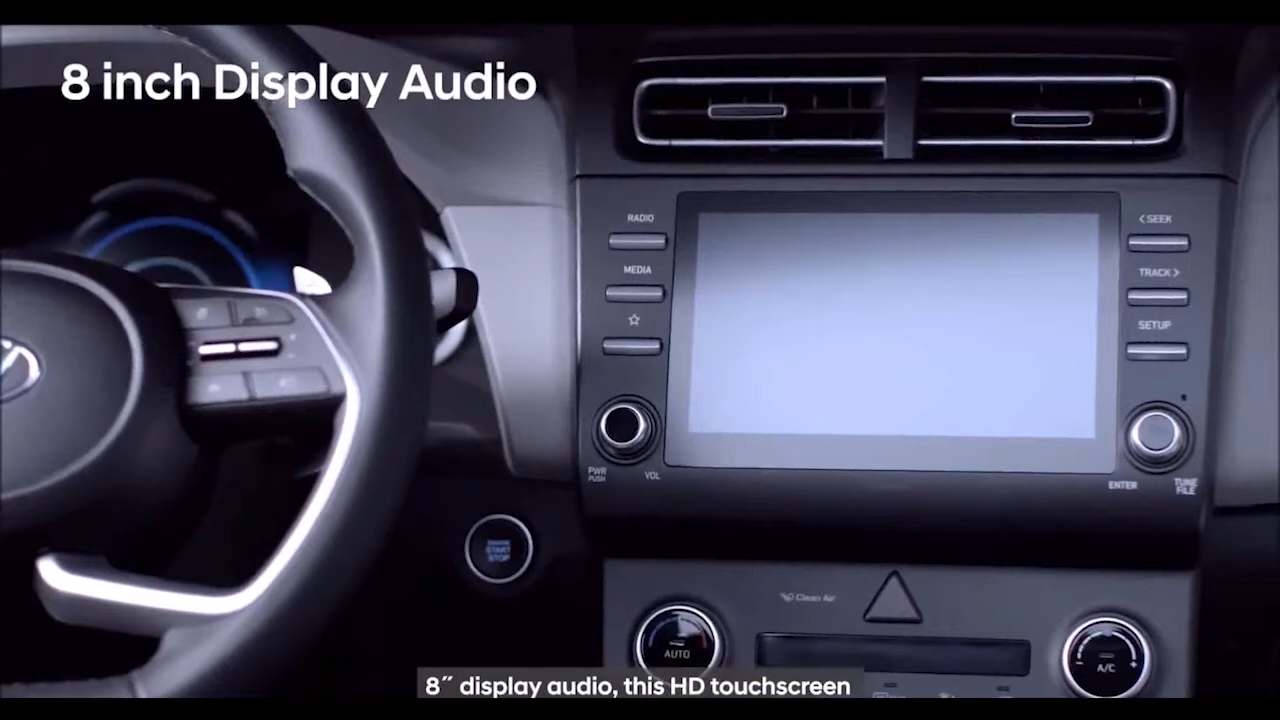 8 inch Display Audio
RADIO
< SEEK
MEDIA
TRACK >
SETUP
PWR
PUSH
VOL
ENTER
TUNE
FILE
START
STOP
Clean Air
AUTO
A/C
8˝ display audio, this HD touchscreen